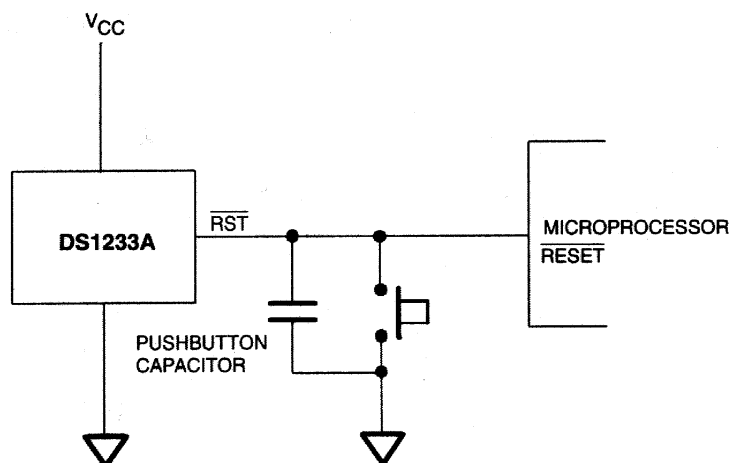 VCC
DS1233A
RST
MICROPROCESSOR
RESET
PUSHBUTTON
CAPACITOR